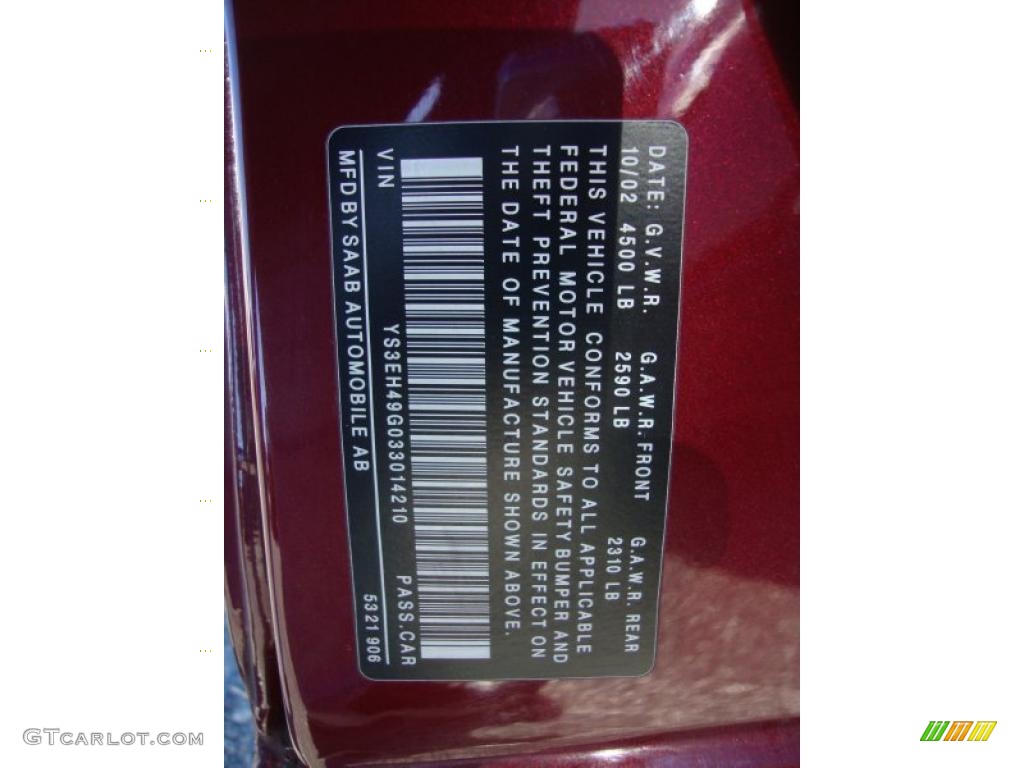 DATE: G.V.W.R. G.A.W.R. FRONT G.A.W.R. REAR
10/02 4500 LB 2590 LB 2310 LB
THIS VEHICLE CONFORMS TO ALL APPLICABLE
FEDERAL MOTOR VEHICLE SAFETY BUMPER AND
THEFT PREVENTION STANDARDS IN EFFECT ON
THE DATE OF MANUFACTURE SHOWN ABOVE.
VIN YS3EH49G033014210 PASS.CAR
MFD BY SAAB AUTOMOBILE AB 5321 906
GTCARLOT.COM